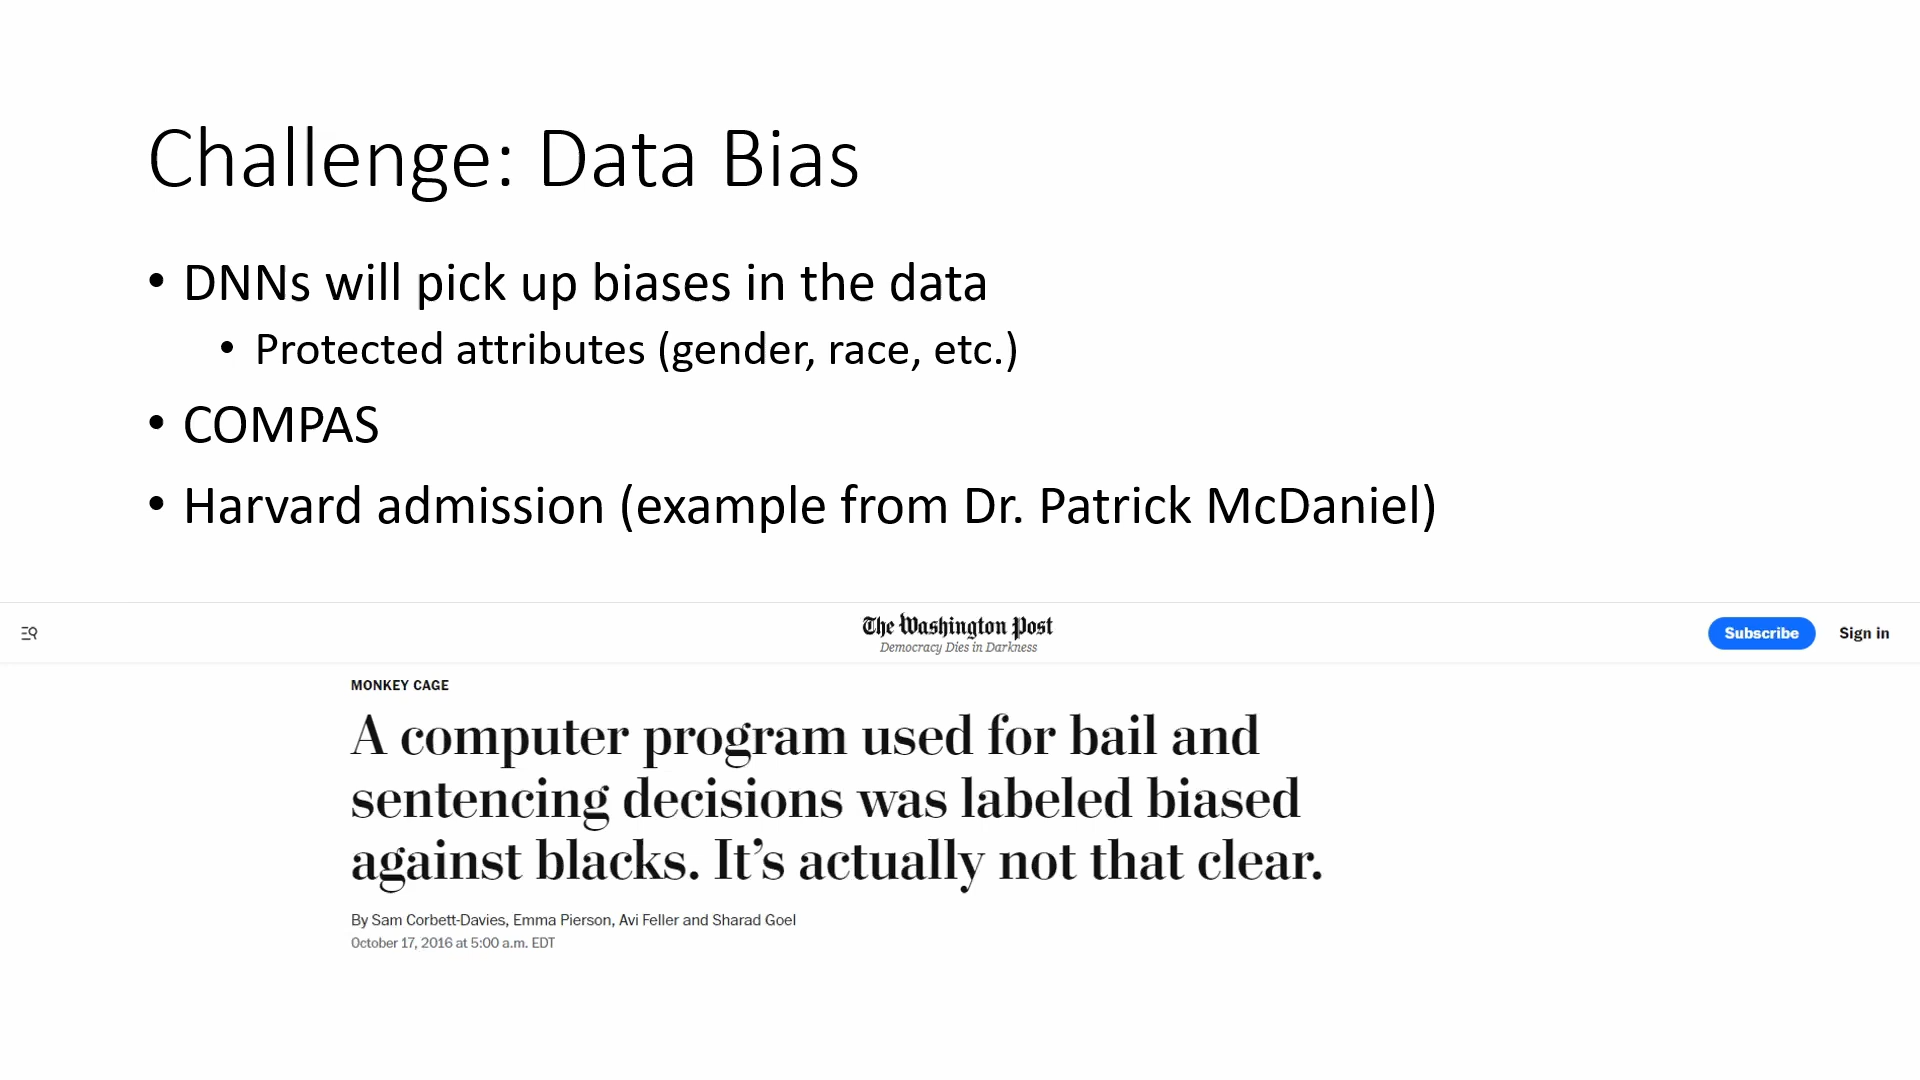 Challenge: Data Bias
• DNNs will pick up biases in the data
• Protected attributes (gender, race, etc.)
• COMPAS
• Harvard admission (example from Dr. Patrick McDaniel)
The Washington Post
Democracy Dies in Darkness
Subscribe
Sign in
MONKEY CAGE
A computer program used for bail and
sentencing decisions was labeled biased
against blacks. It’s actually not that clear.
By Sam Corbett-Davies, Emma Pierson, Avi Feller and Sharad Goel
October 17, 2016 at 5:00 a.m. EDT